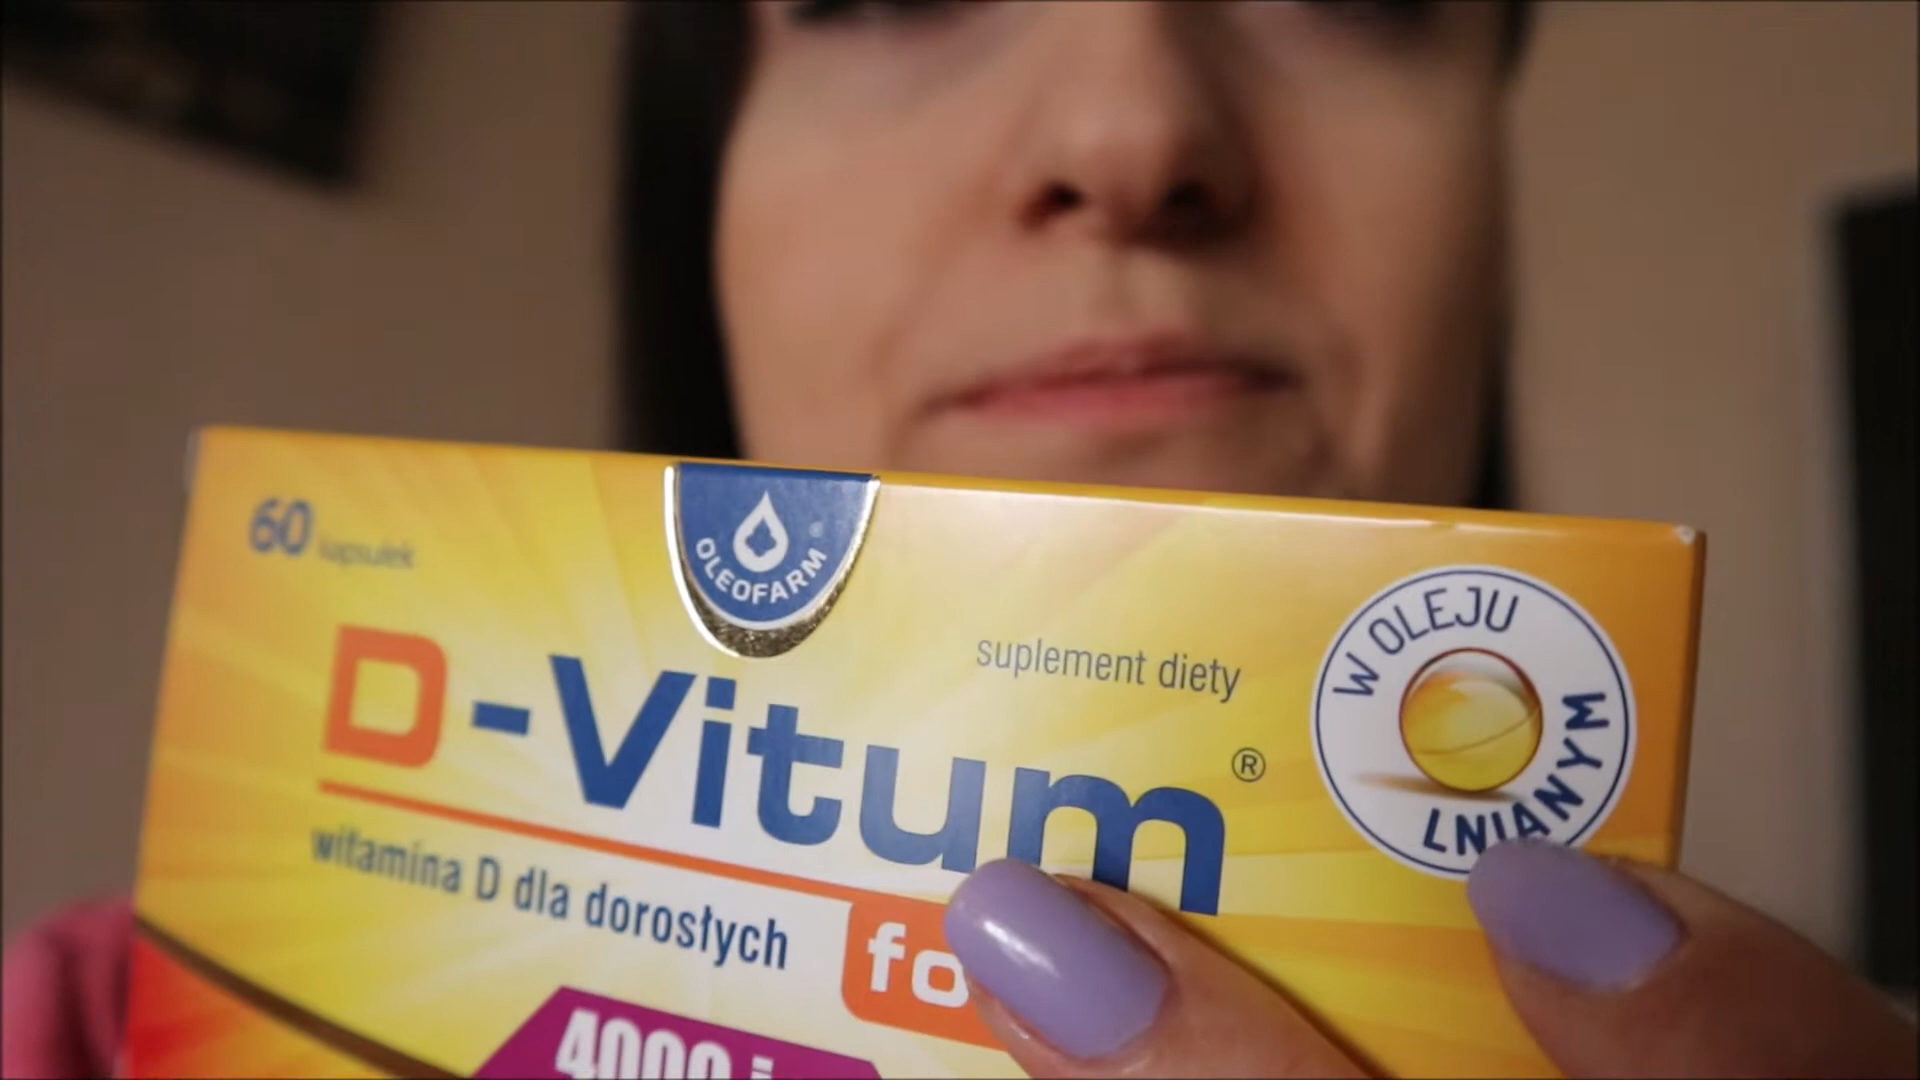 60 kapsułek
OLEOFARM®
suplement diety
W OLEJU
LNIANYM
D-Vitum®
witamina D dla dorosłych
fo
4000 j